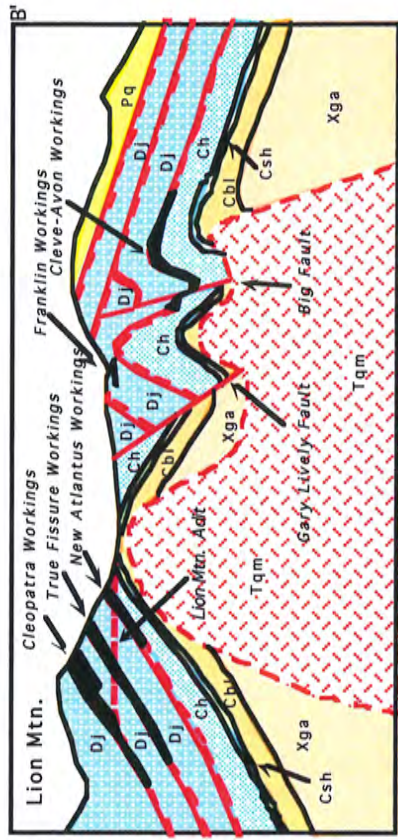 B'
Lion Mtn.
Cleopatra Workings
True Fissure Workings
New Atlantus Workings
Franklin Workings
Cleve-Avon Workings
Lion Mtn. Adit
Gary Lively Fault
Big Fault
Pq
Dj
Dj
Dj
Dj
Dj
Dj
Dj
Dj
Ch
Ch
Ch
Ch
Cbl
Cbl
Cbl
Csh
Csh
Xga
Xga
Xga
Tqm
Tqm